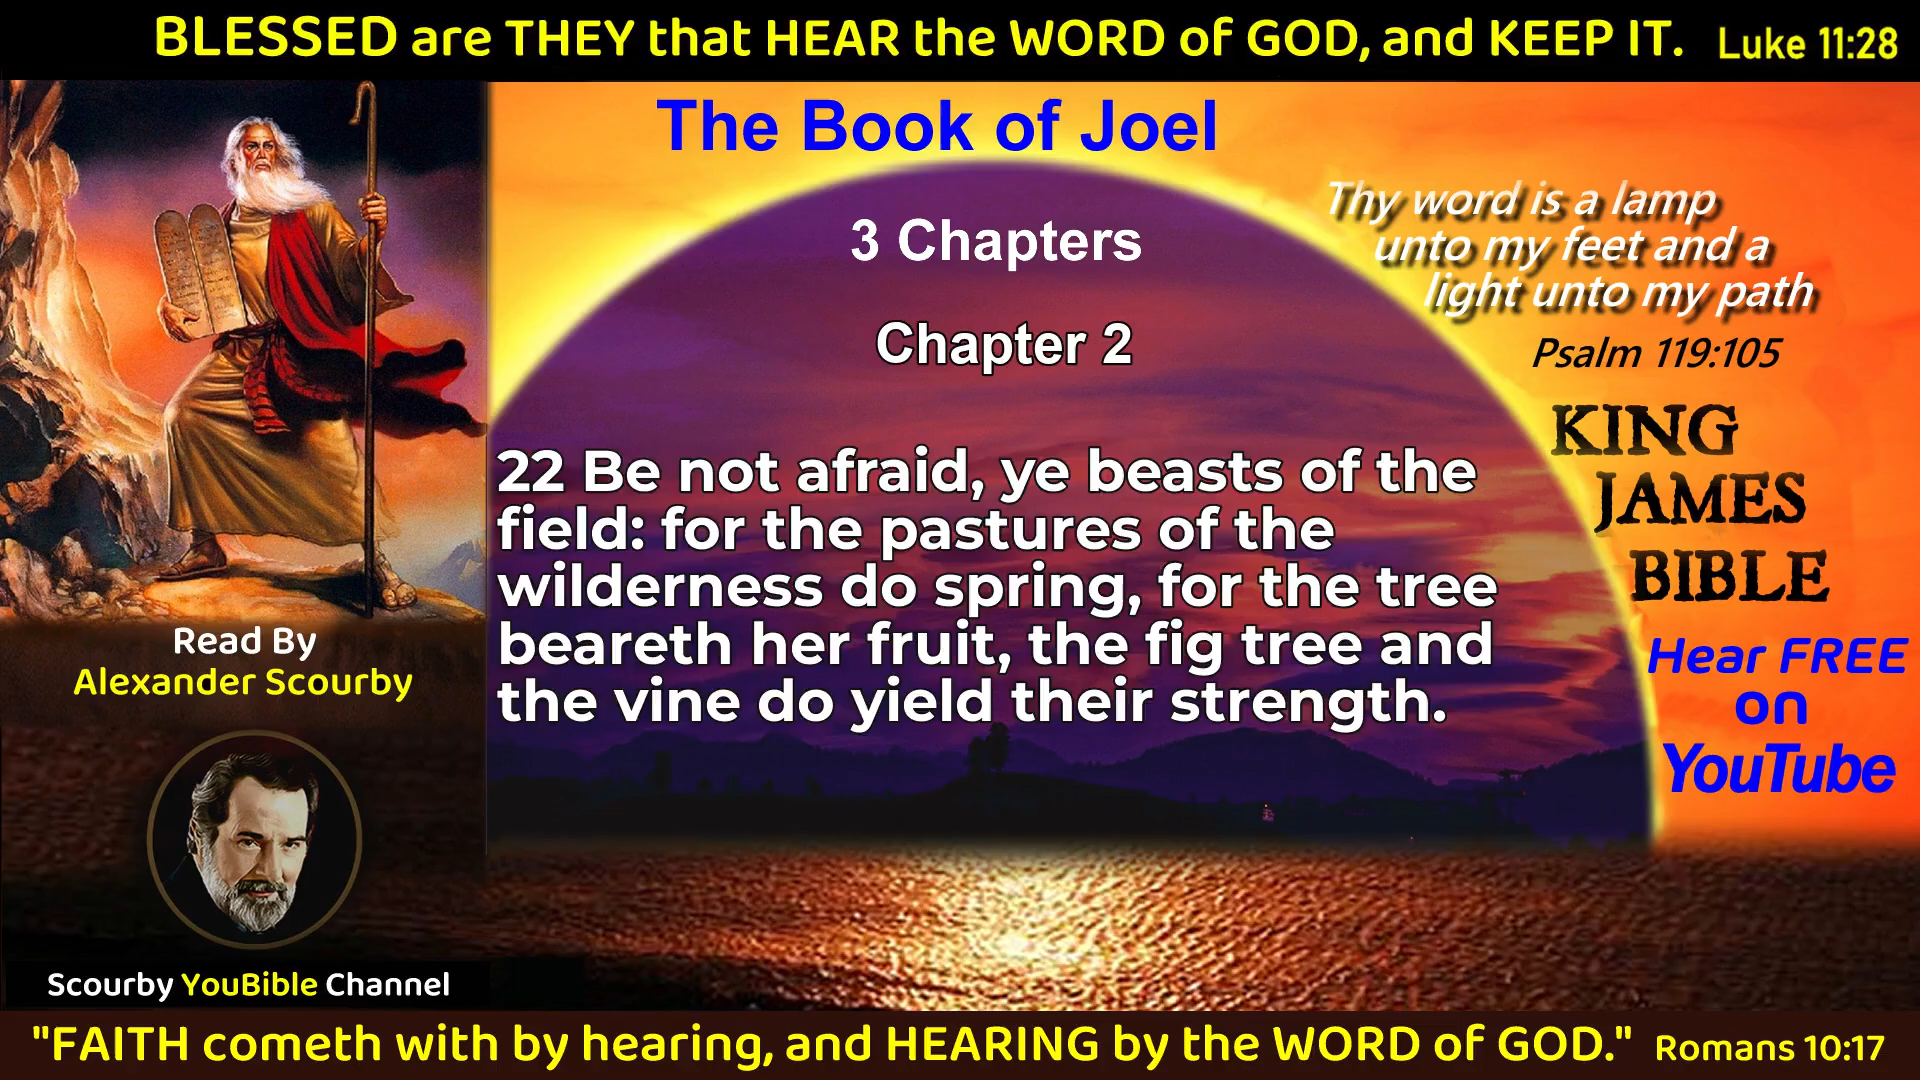 BLESSED are THEY that HEAR the WORD of GOD, and KEEP IT. Luke 11:28
The Book of Joel
3 Chapters
Chapter 2
22 Be not afraid, ye beasts of the
field: for the pastures of the
wilderness do spring, for the tree
beareth her fruit, the fig tree and
the vine do yield their strength.
Thy word is a lamp
unto my feet and a
light unto my path
Psalm 119:105
KING
JAMES
BIBLE
Hear FREE
on
YouTube
Read By
Alexander Scourby
Scourby YouBible Channel
"FAITH cometh with by hearing, and HEARING by the WORD of GOD." Romans 10:17